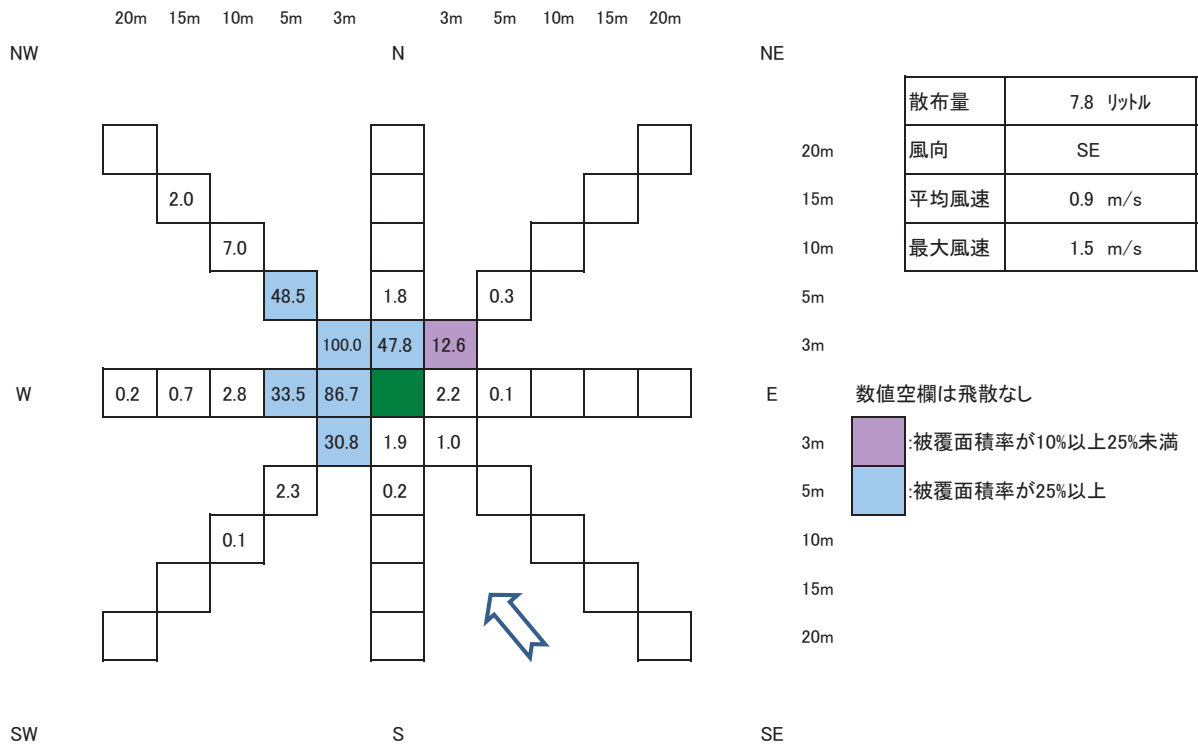 20m 15m 10m 5m 3m 3m 5m 10m 15m 20m
NW N NE
散布量 7.8 リットル
20m 風向 SE
2.0 15m 平均風速 0.9 m/s
7.0 10m 最大風速 1.5 m/s
48.5 1.8 0.3 5m
100.0 47.8 12.6 3m
W 0.2 0.7 2.8 33.5 86.7 2.2 0.1 E 数値空欄は飛散なし
30.8 1.9 1.0 3m :被覆面積率が10%以上25%未満
2.3 0.2 5m :被覆面積率が25%以上
0.1 10m
15m
20m
SW S SE